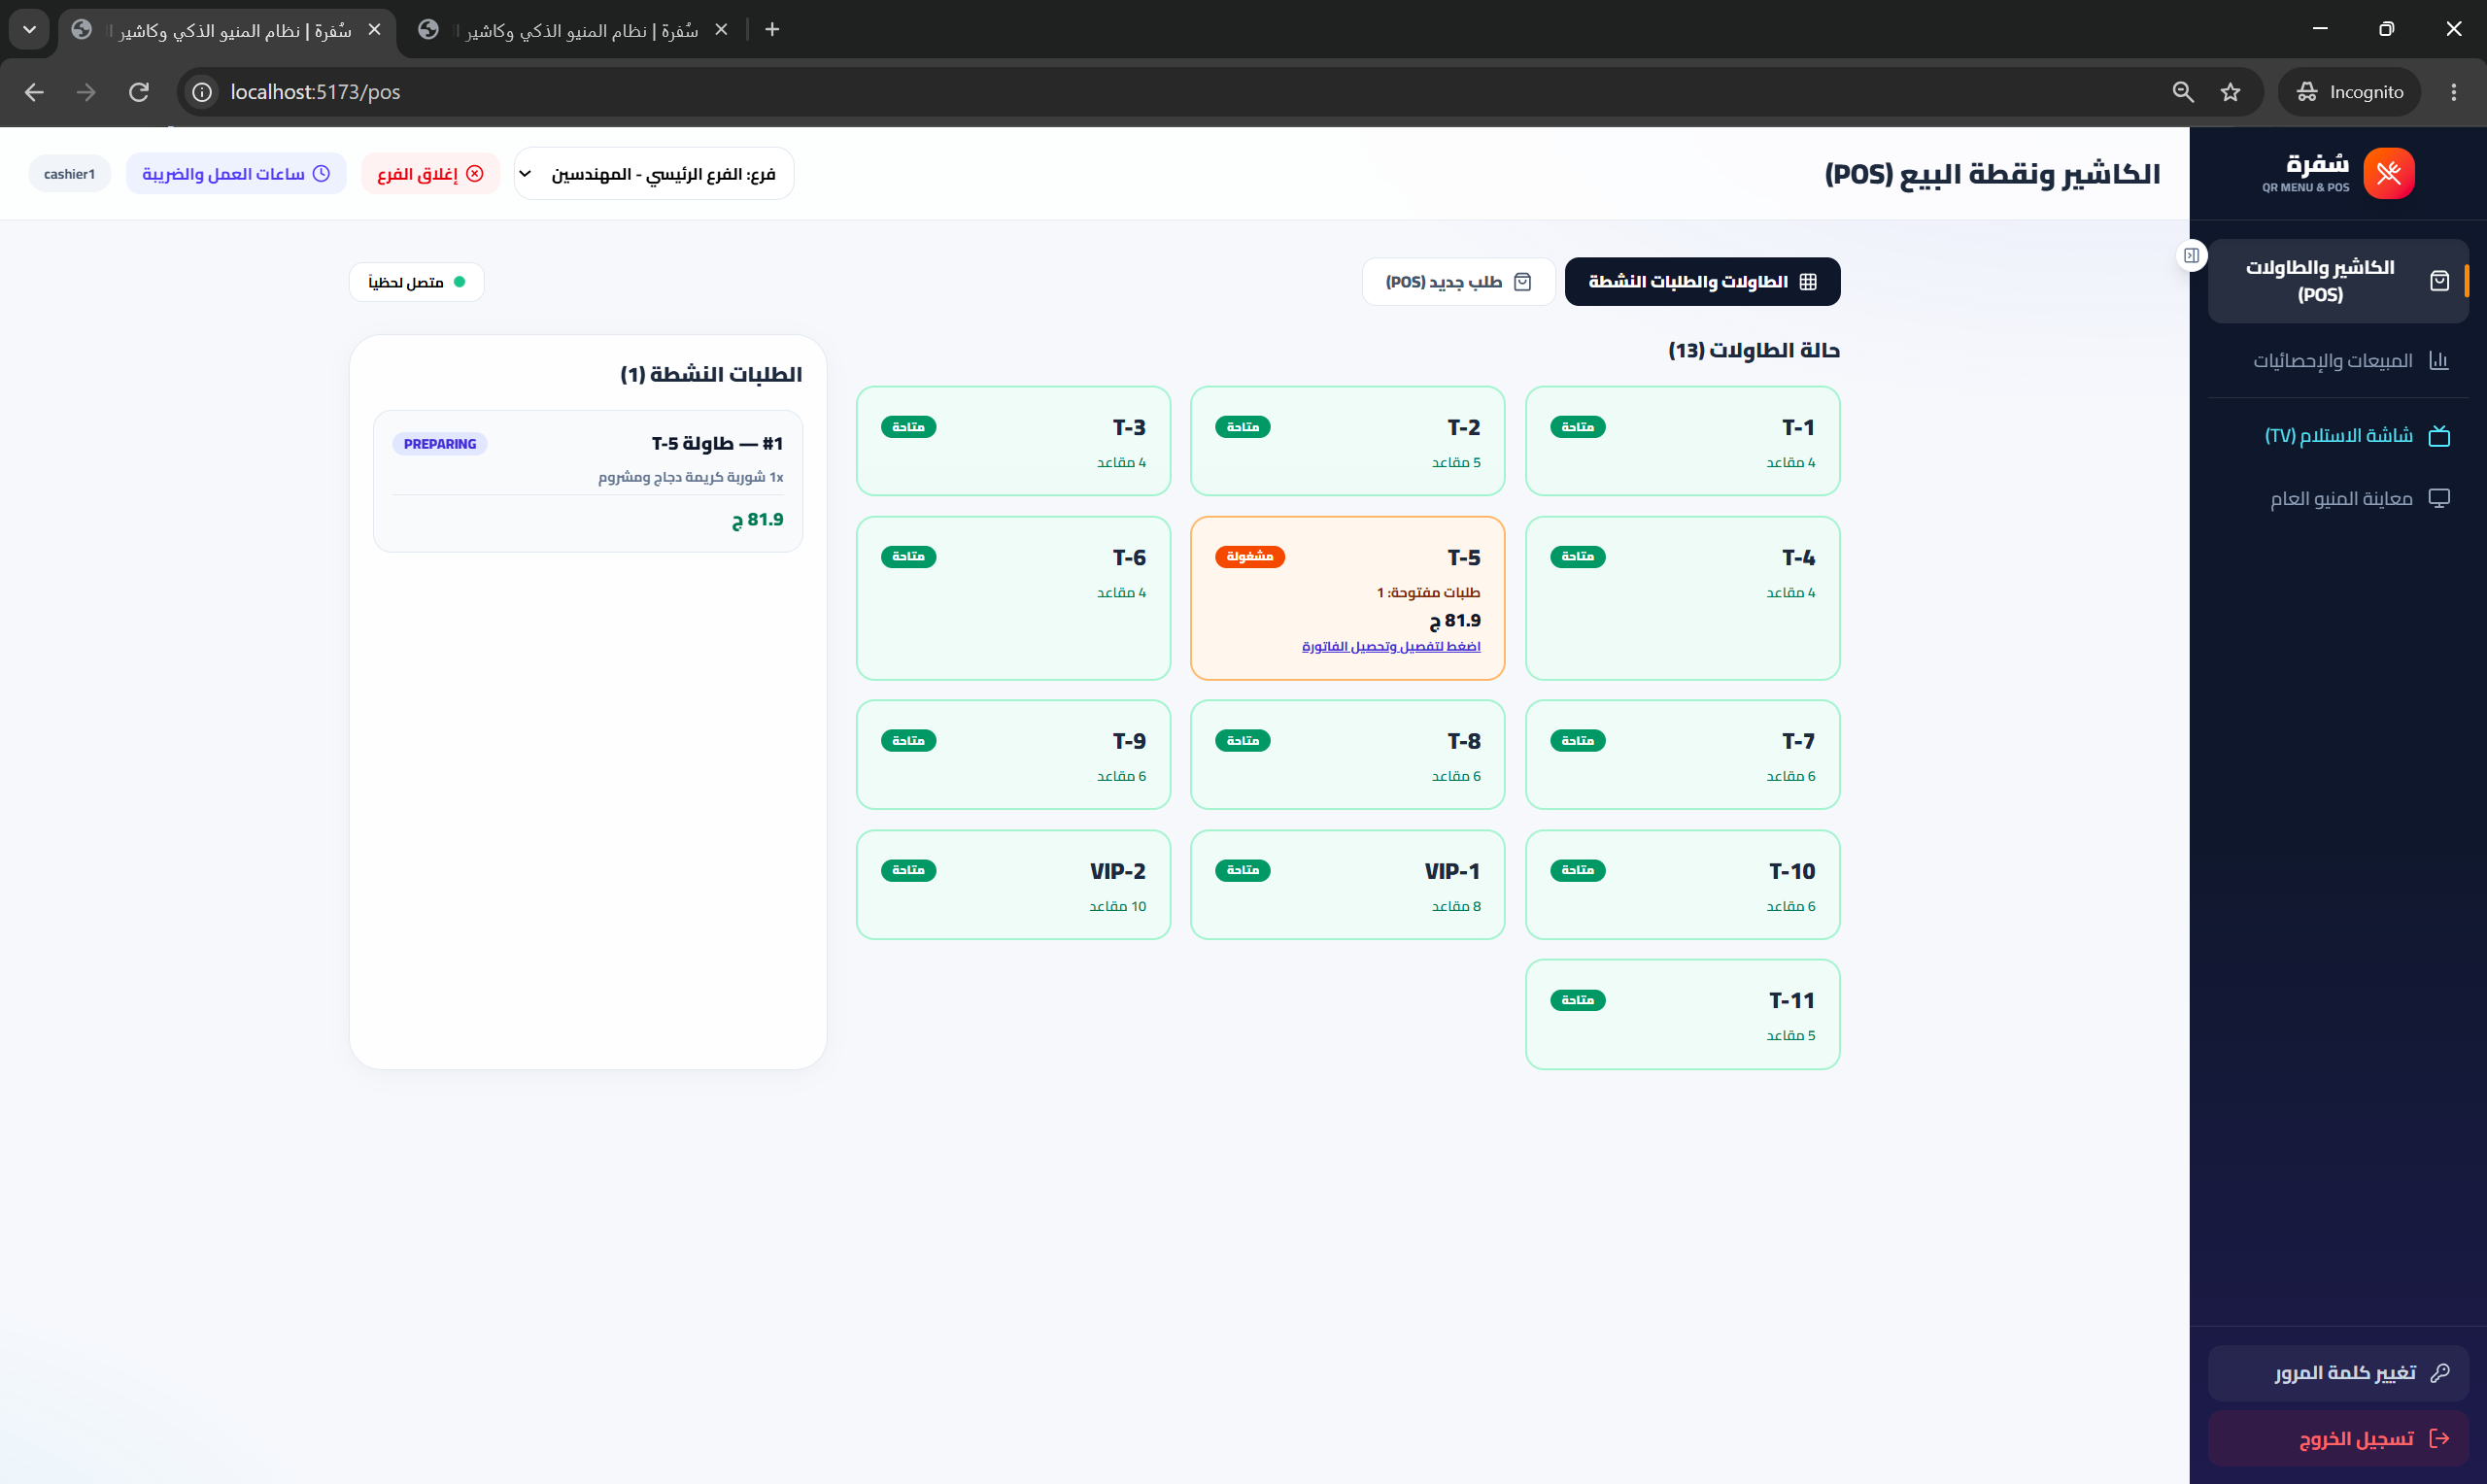 سُفرة | نظام المنيو الذكي وكاشير
سُفرة | نظام المنيو الذكي وكاشير
localhost:5173/pos
Incognito
سُفرة
QR MENU & POS
الكاشير والطاولات (POS)
المبيعات والإحصائيات
شاشة الاستلام (TV)
معاينة المنيو العام
تغيير كلمة المرور
تسجيل الخروج
الكاشير ونقطة البيع (POS)
فرع: الفرع الرئيسي - المهندسين
إغلاق الفرع
ساعات العمل والضريبة
cashier1
الطاولات والطلبات النشطة
طلب جديد (POS)
متصل لحظياً
حالة الطاولات (13)
T-1
متاحة
4 مقاعد
T-2
متاحة
5 مقاعد
T-3
متاحة
4 مقاعد
T-4
متاحة
4 مقاعد
T-5
مشغولة
طلبات مفتوحة: 1
81.9 ج
اضغط لتفصيل وتحصيل الفاتورة
T-6
متاحة
4 مقاعد
T-7
متاحة
6 مقاعد
T-8
متاحة
6 مقاعد
T-9
متاحة
6 مقاعد
T-10
متاحة
6 مقاعد
VIP-1
متاحة
8 مقاعد
VIP-2
متاحة
10 مقاعد
T-11
متاحة
5 مقاعد
الطلبات النشطة (1)
#1 — طاولة T-5
PREPARING
1x شوربة كريمة دجاج ومشروم
81.9 ج